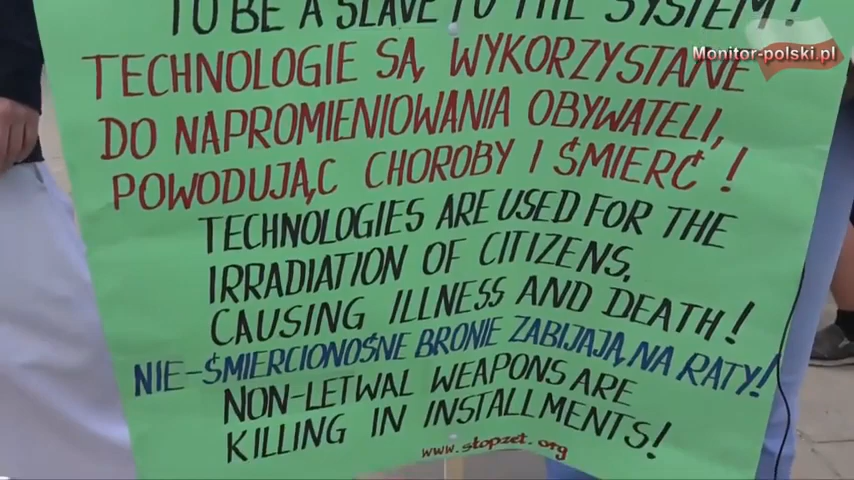 TO BE A SLAVE TO THE SYSTEM!
Monitor-polski.pl
TECHNOLOGIE SĄ WYKORZYSTANE
DO NAPROMIENIOWANIA OBYWATELI,
POWODUJĄC CHOROBY I ŚMIERĆ!
TECHNOLOGIES ARE USED FOR THE
IRRADIATION OF CITIZENS,
CAUSING ILLNESS AND DEATH!
NIE-ŚMIERCIONOŚNE BRONIE ZABIJAJĄ NA RATY!
NON-LETWAL WEAPONS ARE
KILLING IN INSTALLMENTS!
www.stopzet.org